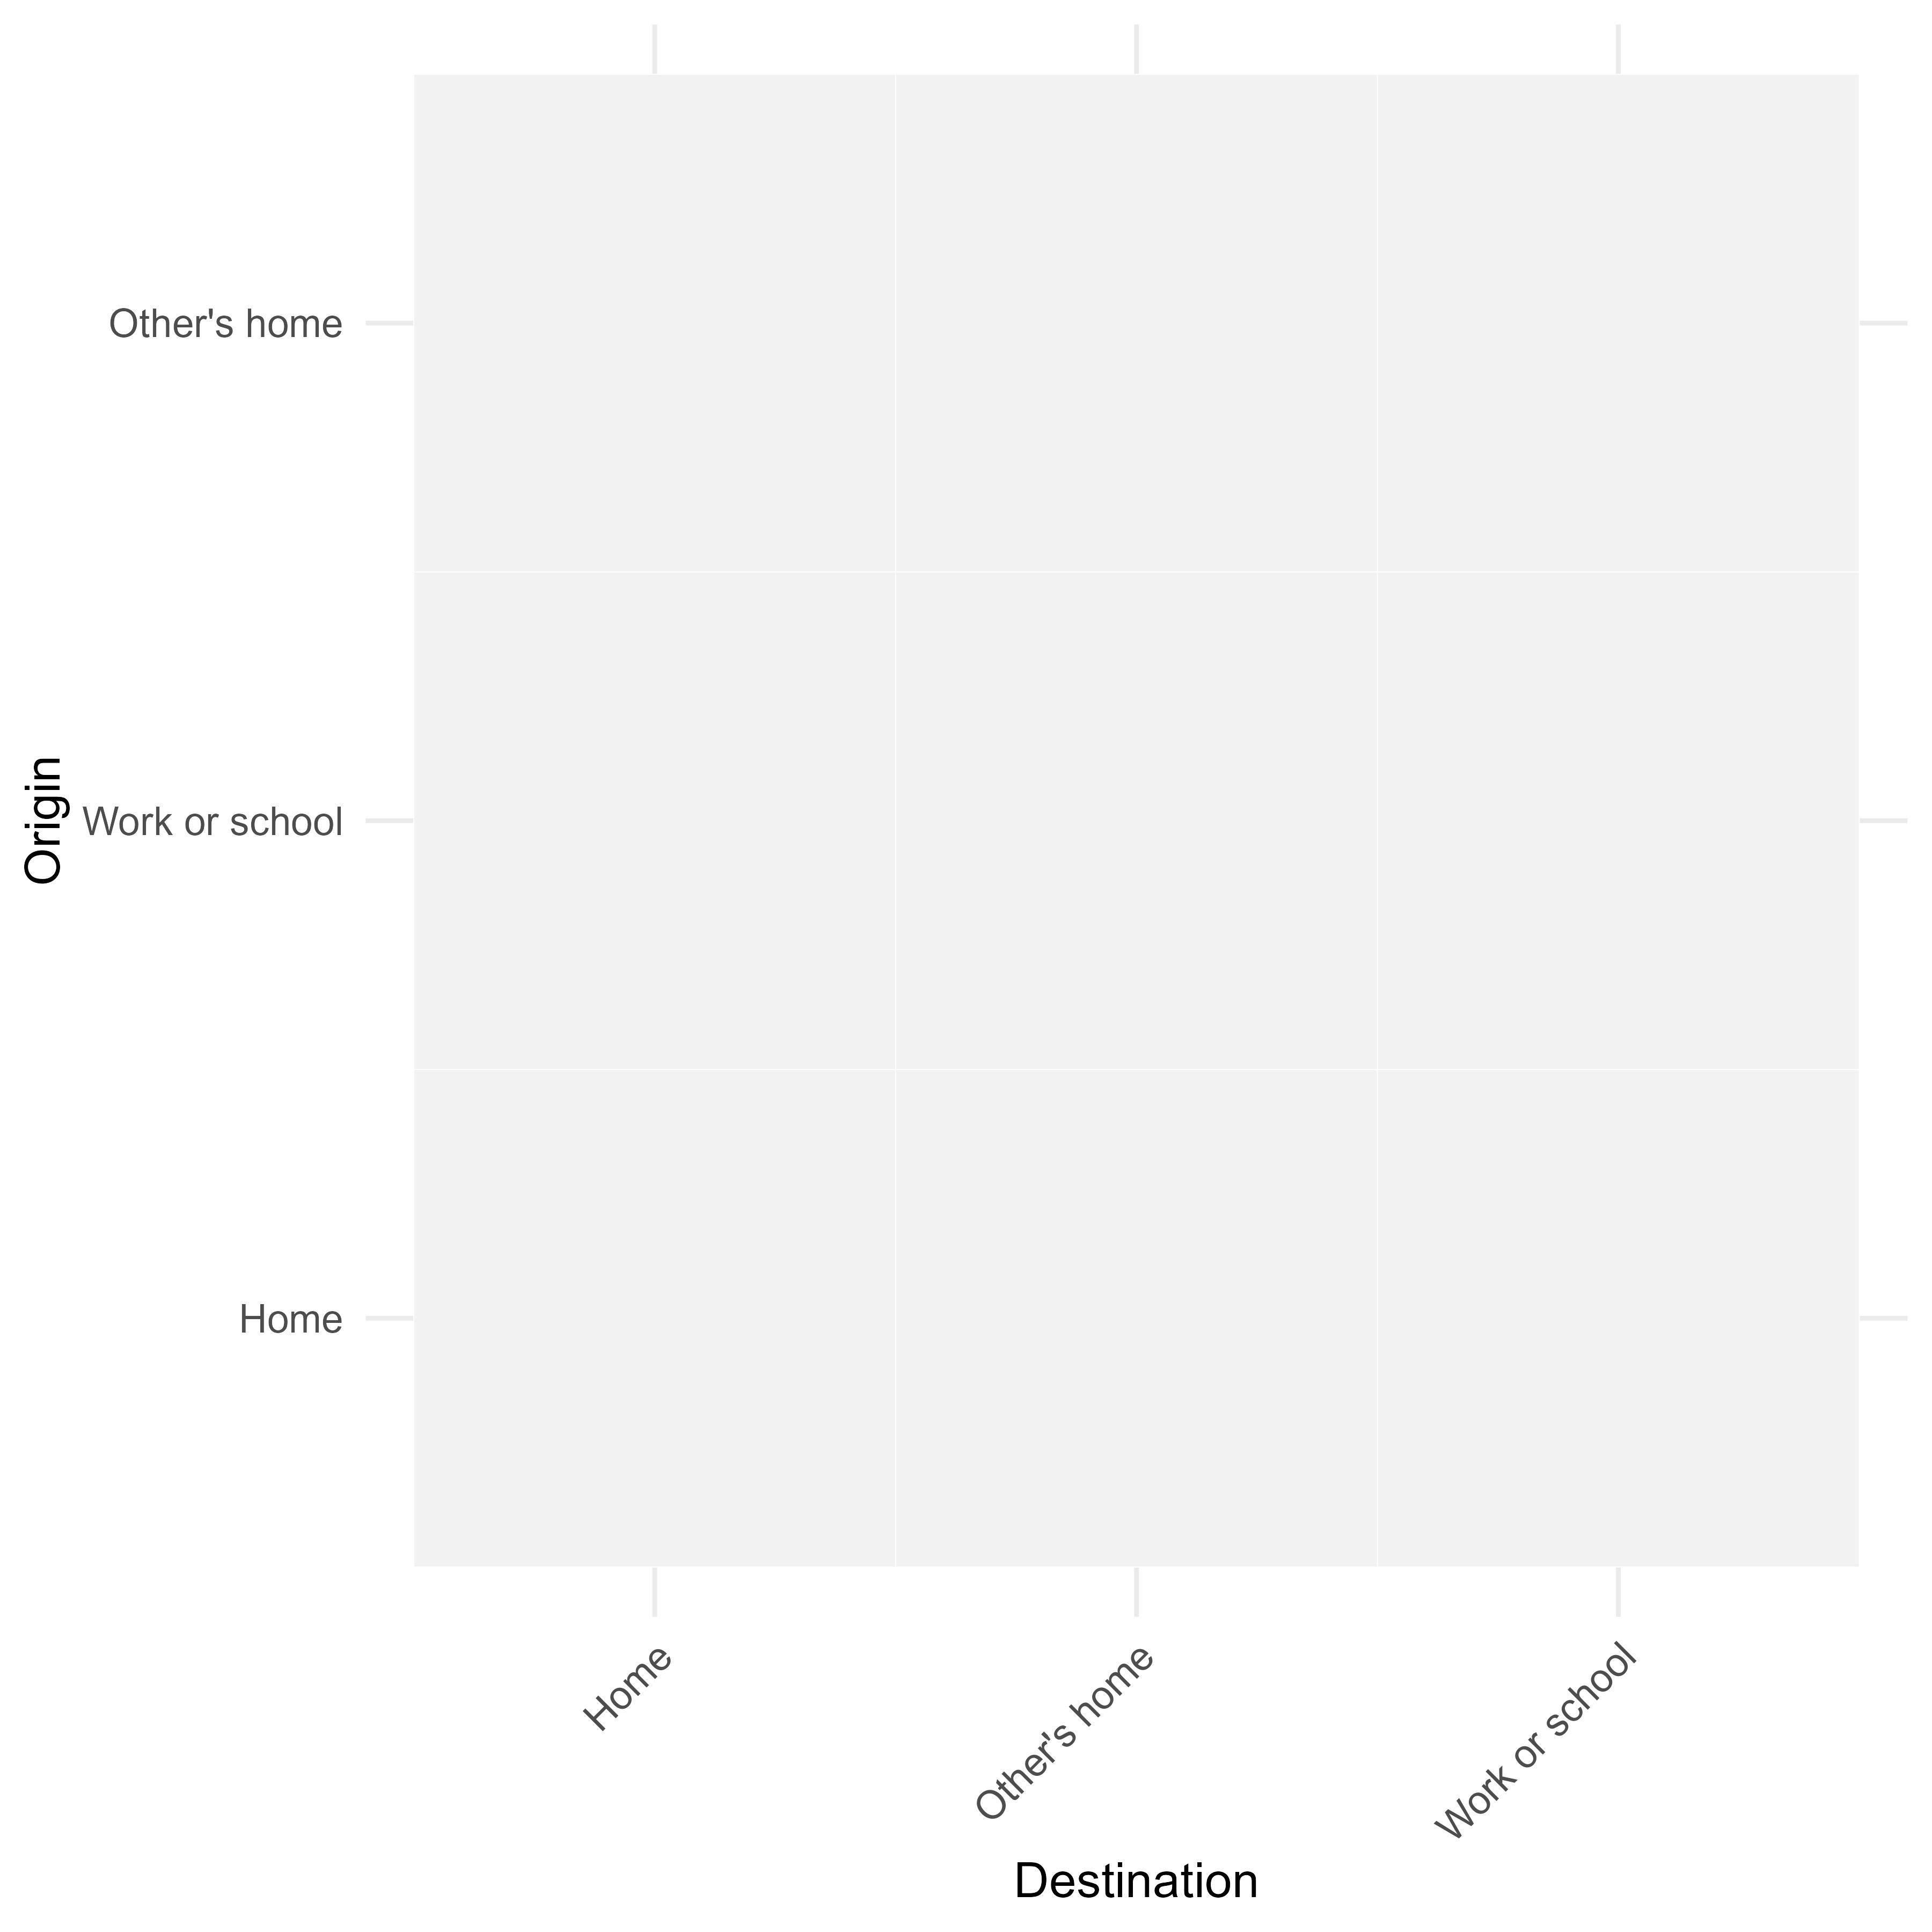 Other's home
Origin
Work or school
Home
Home
Other's home
Work or school
Destination